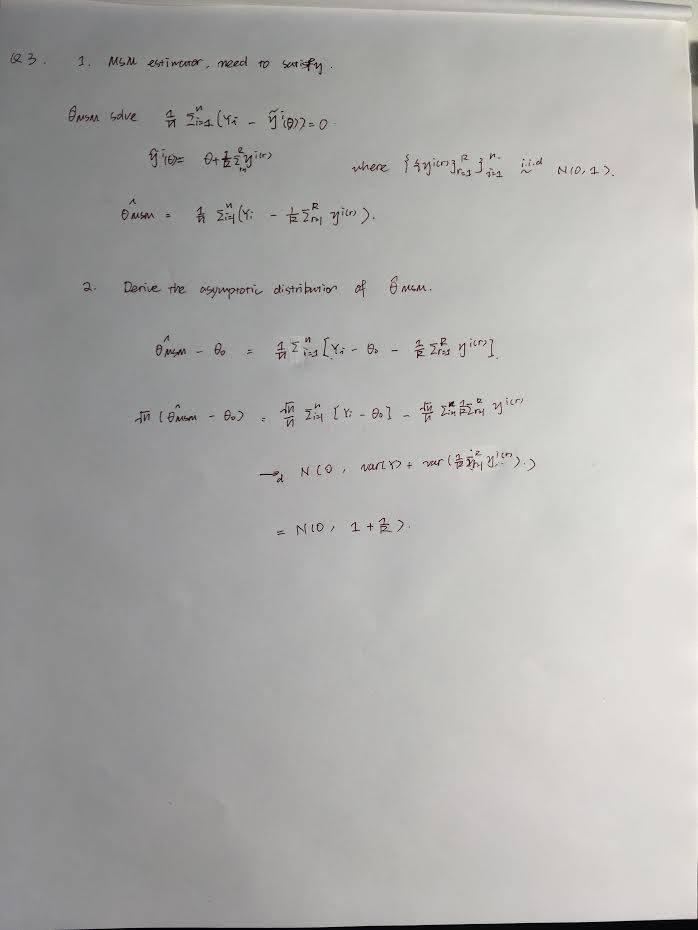 Q3. 1. MSM estimator, need to satisfy.
θ̂MSM solve 1/n Σ_{i=1}^n (Yi - ỹi(θ)) = 0
ỹi(θ) = θ + 1/R Σ_{r=1}^R yi(r) where {{yi(r)}_{r=1}^R}_{i=1}^n i.i.d ~ N(0,1).
θ̂MSM = 1/n Σ_{i=1}^n (Yi - 1/R Σ_{r=1}^R yi(r)).
2. Derive the asymptotic distribution of θ̂MSM.
θ̂MSM - θ₀ = 1/n Σ_{i=1}^n [Yi - θ₀ - 1/R Σ_{r=1}^R yi(r)]
√n (θ̂MSM - θ₀) = √n/n Σ_{i=1}^n [Yi - θ₀] - √n/n Σ_{i=1}^n 1/R Σ_{r=1}^R yi(r)
→d N(0, var(Y) + var(1/R Σ_{r=1}^R yi(r)).)
= N(0, 1 + 1/R).